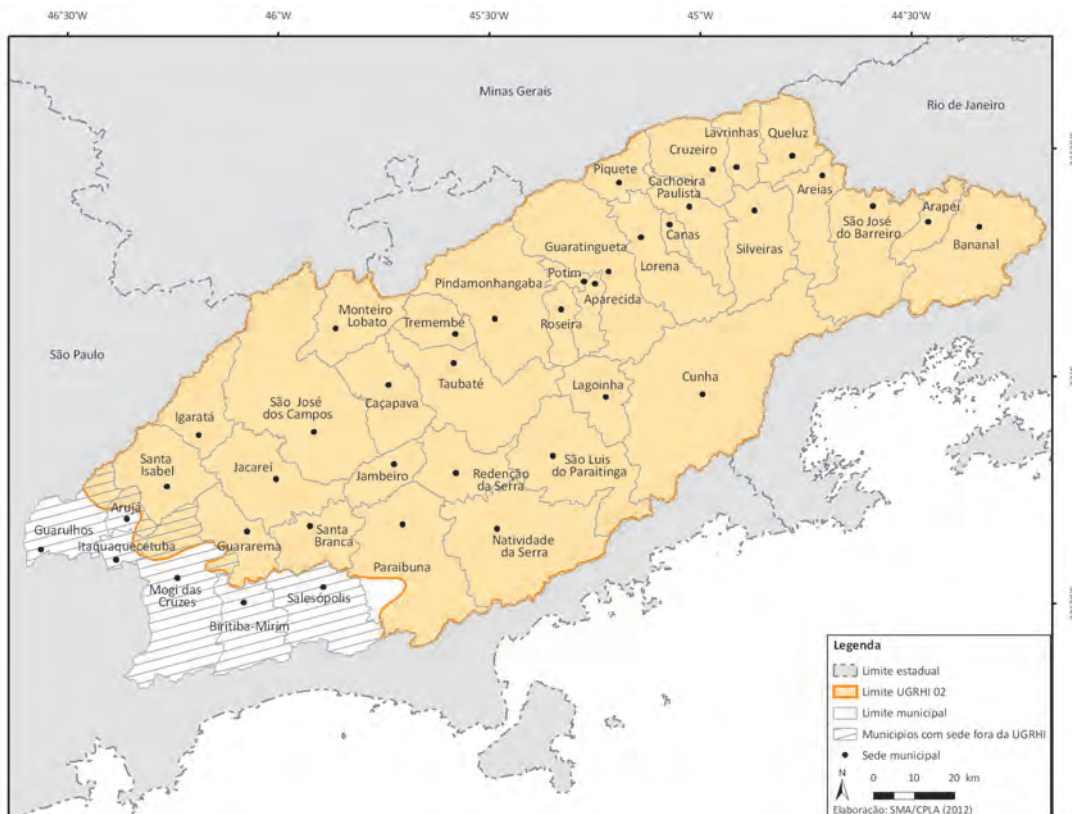 46°30'W 46°W 45°30'W 45°W 44°30'W
Minas Gerais
Rio de Janeiro
Lavrinhas
Queluz
Cruzeiro
Piquete
Cachoeira
Paulista
Areias
São José
do Barreiro
Arapeí
Bananal
Canas
Silveiras
Guaratinguetá
Lorena
Potim
Aparecida
Pindamonhangaba
Roseira
Monteiro
Lobato
Tremembé
São Paulo
Taubaté
Lagoinha
Cunha
Caçapava
São José
dos Campos
Igaratá
Santa
Isabel
Jacareí
Jambeiro
Redenção
da Serra
São Luis
do Paraitinga
Arujá
Guarulhos
Itaquaquecetuba
Guararema
Santa
Branca
Paraibuna
Natividade
da Serra
Mogi das
Cruzes
Salesópolis
Biritiba-Mirim
Legenda
Limite estadual
Limite UGRHI 02
Limite municipal
Municípios com sede fora da UGRHI
Sede municipal
N
0 10 20 km
Elaboração: SMA/CPLA (2012)